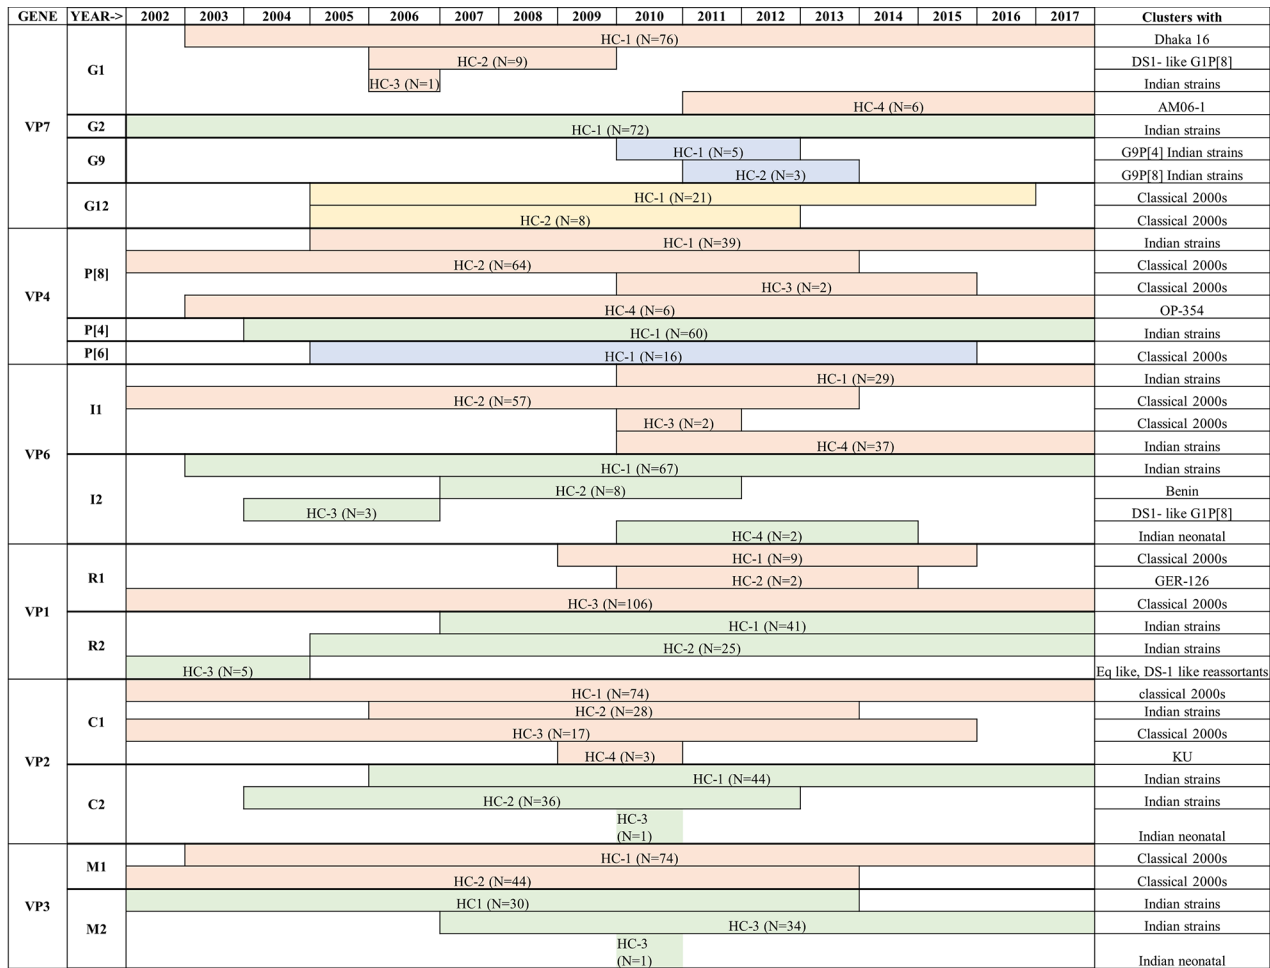 GENE YEAR-> 2002 2003 2004 2005 2006 2007 2008 2009 2010 2011 2012 2013 2014 2015 2016 2017 Clusters with
VP7
G1
HC-1 (N=76) Dhaka 16
HC-2 (N=9) DS1- like G1P[8]
HC-3 (N=1) Indian strains
HC-4 (N=6) AM06-1
G2 HC-1 (N=72) Indian strains
G9
HC-1 (N=5) G9P[4] Indian strains
HC-2 (N=3) G9P[8] Indian strains
G12
HC-1 (N=21) Classical 2000s
HC-2 (N=8) Classical 2000s
VP4
P[8]
HC-1 (N=39) Indian strains
HC-2 (N=64) Classical 2000s
HC-3 (N=2) Classical 2000s
HC-4 (N=6) OP-354
P[4] HC-1 (N=60) Indian strains
P[6] HC-1 (N=16) Classical 2000s
VP6
I1
HC-1 (N=29) Indian strains
HC-2 (N=57) Classical 2000s
HC-3 (N=2) Classical 2000s
HC-4 (N=37) Indian strains
I2
HC-1 (N=67) Indian strains
HC-2 (N=8) Benin
HC-3 (N=3) DS1- like G1P[8]
HC-4 (N=2) Indian neonatal
VP1
R1
HC-1 (N=9) Classical 2000s
HC-2 (N=2) GER-126
HC-3 (N=106) Classical 2000s
R2
HC-1 (N=41) Indian strains
HC-2 (N=25) Indian strains
HC-3 (N=5) Eq like, DS-1 like reassortants
VP2
C1
HC-1 (N=74) classical 2000s
HC-2 (N=28) Indian strains
HC-3 (N=17) Classical 2000s
HC-4 (N=3) KU
C2
HC-1 (N=44) Indian strains
HC-2 (N=36) Indian strains
HC-3
(N=1) Indian neonatal
VP3
M1
HC-1 (N=74) Classical 2000s
HC-2 (N=44) Classical 2000s
M2
HC1 (N=30) Indian strains
HC-3 (N=34) Indian strains
HC-3
(N=1) Indian neonatal